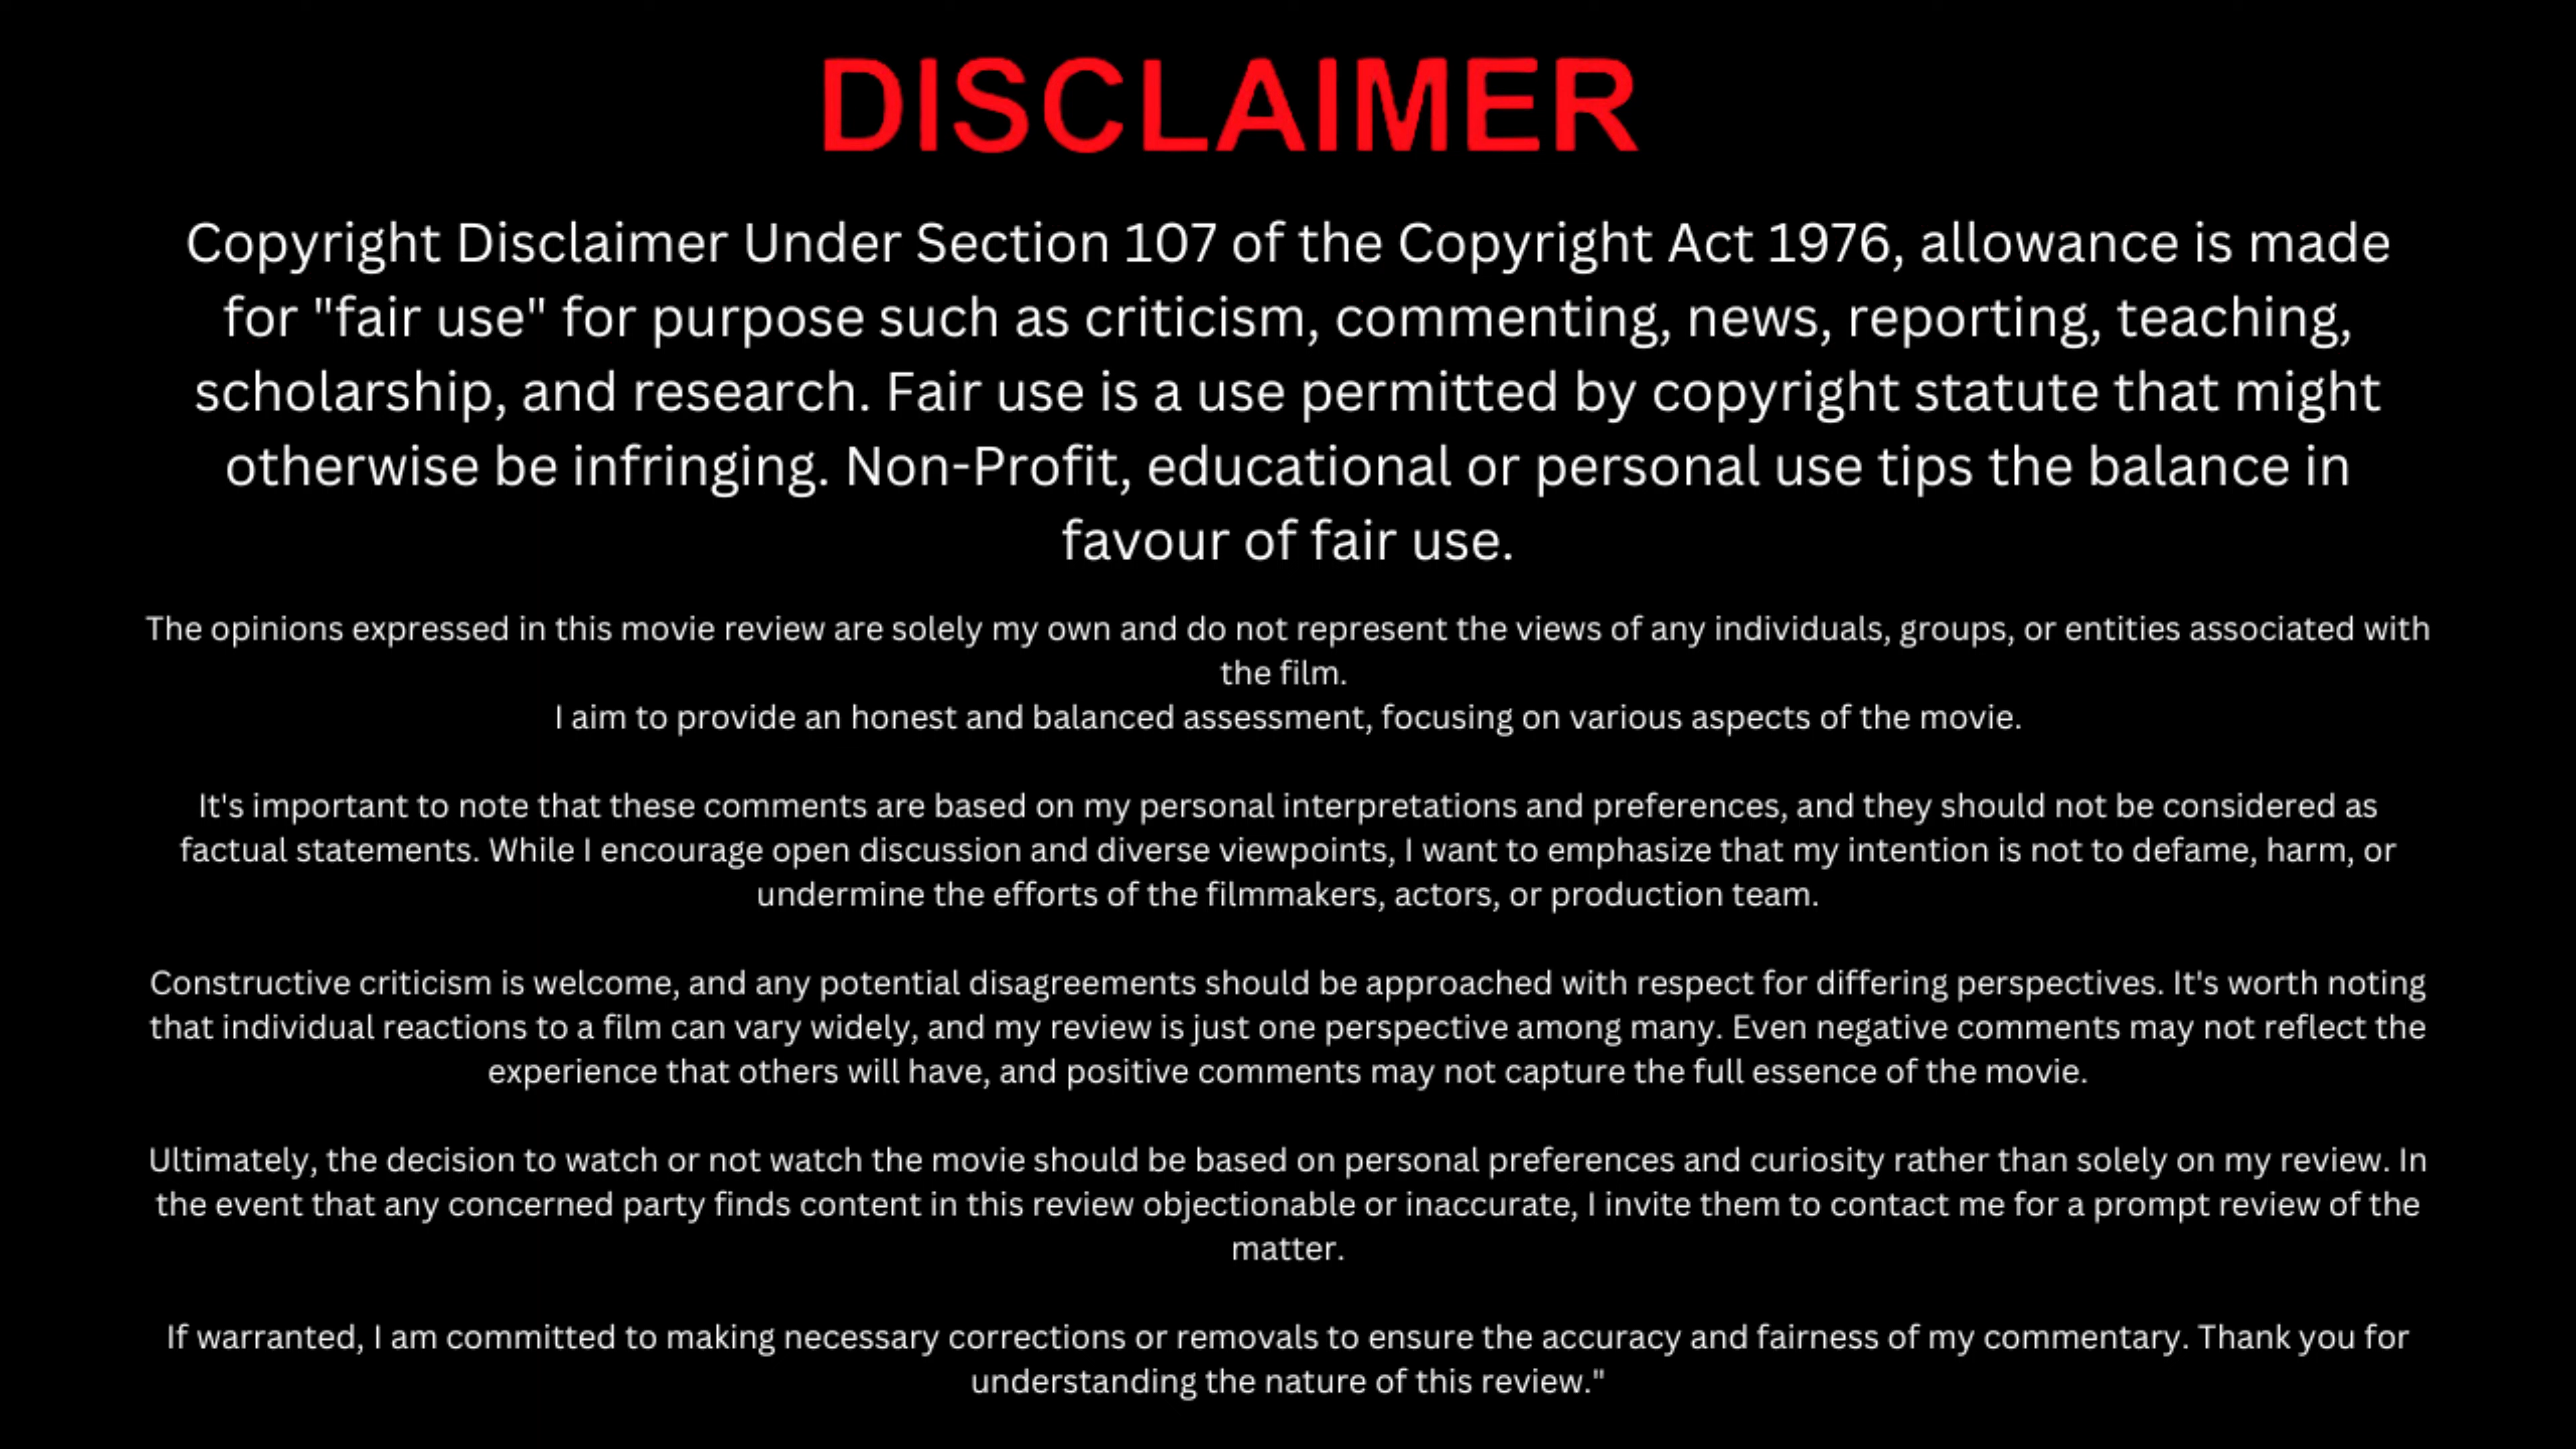 DISCLAIMER
Copyright Disclaimer Under Section 107 of the Copyright Act 1976, allowance is made
for "fair use" for purpose such as criticism, commenting, news, reporting, teaching,
scholarship, and research. Fair use is a use permitted by copyright statute that might
otherwise be infringing. Non-Profit, educational or personal use tips the balance in
favour of fair use.
The opinions expressed in this movie review are solely my own and do not represent the views of any individuals, groups, or entities associated with
the film.
I aim to provide an honest and balanced assessment, focusing on various aspects of the movie.
It's important to note that these comments are based on my personal interpretations and preferences, and they should not be considered as
factual statements. While I encourage open discussion and diverse viewpoints, I want to emphasize that my intention is not to defame, harm, or
undermine the efforts of the filmmakers, actors, or production team.
Constructive criticism is welcome, and any potential disagreements should be approached with respect for differing perspectives. It's worth noting
that individual reactions to a film can vary widely, and my review is just one perspective among many. Even negative comments may not reflect the
experience that others will have, and positive comments may not capture the full essence of the movie.
Ultimately, the decision to watch or not watch the movie should be based on personal preferences and curiosity rather than solely on my review. In
the event that any concerned party finds content in this review objectionable or inaccurate, I invite them to contact me for a prompt review of the
matter.
If warranted, I am committed to making necessary corrections or removals to ensure the accuracy and fairness of my commentary. Thank you for
understanding the nature of this review."